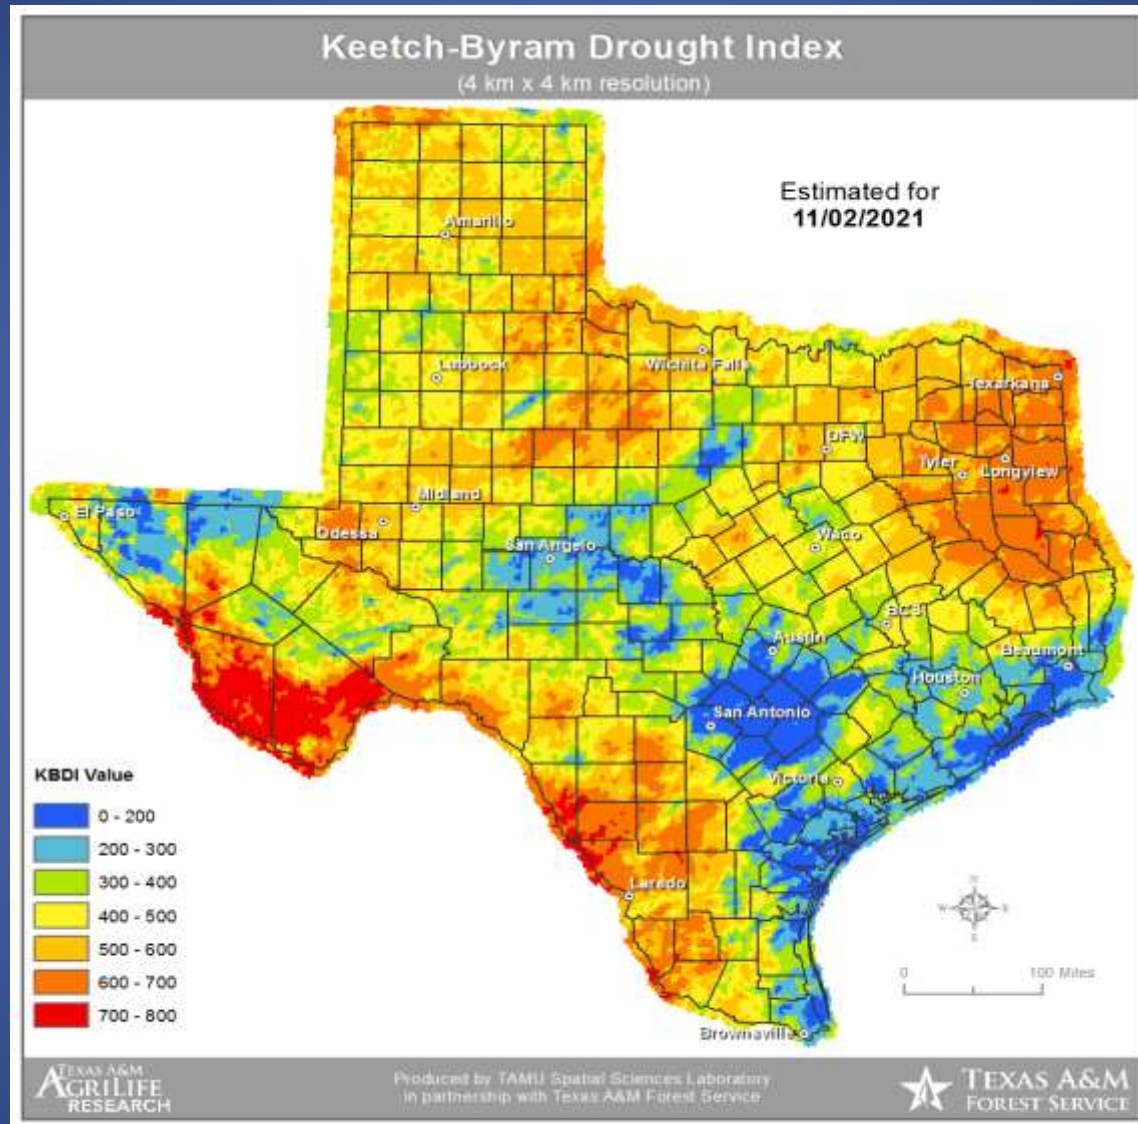 Keetch-Byram Drought Index
(4 km x 4 km resolution)
Estimated for
11/02/2021
Amarillo
Lubbock
Wichita Falls
Texarkana
DFW
Tyler
Longview
Midland
El Paso
Odessa
San Angelo
Waco
BCS
Austin
Beaumont
Houston
San Antonio
Victoria
Laredo
Brownsville
KBDI Value
0 - 200
200 - 300
300 - 400
400 - 500
500 - 600
600 - 700
700 - 800
N
W
E
S
0 100 Miles
TEXAS A&M
AGRILIFE
RESEARCH
Produced by TAMU Spatial Sciences Laboratory
in partnership with Texas A&M Forest Service
TEXAS A&M
FOREST SERVICE